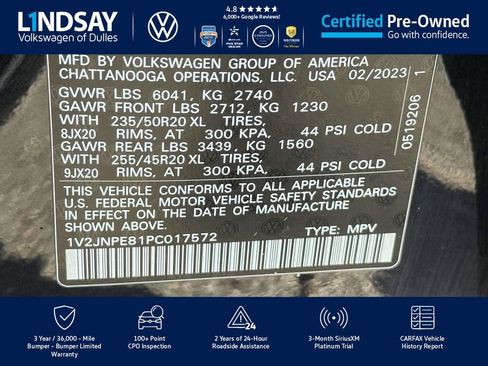 LINDSAY
Volkswagen of Dulles
4.8 ★★★★★
6,000+ Google Reviews!
Certified Pre-Owned
Go with confidence.
MFD BY VOLKSWAGEN GROUP OF AMERICA
CHATTANOOGA OPERATIONS, LLC. USA 02/2023
GVWR LBS 6041, KG 2740
GAWR FRONT LBS 2712, KG 1230
WITH 235/50R20 XL TIRES,
8JX20 RIMS, AT 300 KPA, 44 PSI COLD
GAWR REAR LBS 3439, KG 1560
WITH 255/45R20 XL TIRES,
9JX20 RIMS, AT 300 KPA, 44 PSI COLD
THIS VEHICLE CONFORMS TO ALL APPLICABLE
U.S. FEDERAL MOTOR VEHICLE SAFETY STANDARDS
IN EFFECT ON THE DATE OF MANUFACTURE
SHOWN ABOVE.
1V2JNPE81PC017572 TYPE: MPV
0519206 1
3 Year / 36,000 - Mile
Bumper - Bumper Limited
Warranty
100+ Point
CPO Inspection
24
2 Years of 24-Hour
Roadside Assistance
3-Month SiriusXM
Platinum Trial
CARFAX Vehicle
History Report